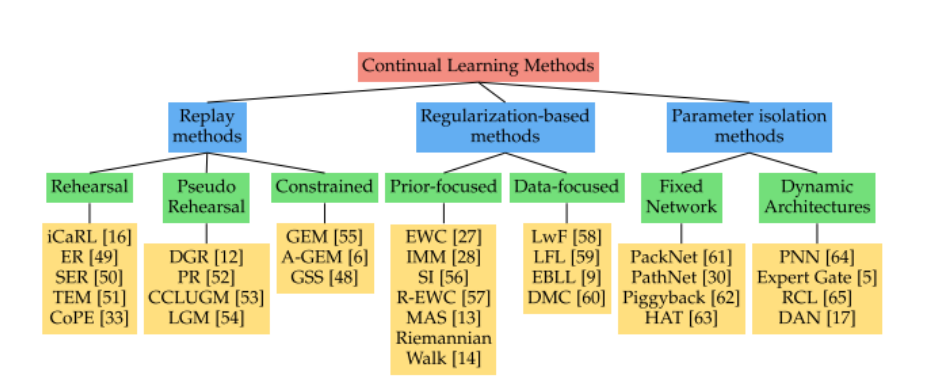 Continual Learning Methods
Replay
methods
Regularization-based
methods
Parameter isolation
methods
Rehearsal
Pseudo
Rehearsal
Constrained
Prior-focused
Data-focused
Fixed
Network
Dynamic
Architectures
iCaRL [16]
ER [49]
SER [50]
TEM [51]
CoPE [33]
DGR [12]
PR [52]
CCLUGM [53]
LGM [54]
GEM [55]
A-GEM [6]
GSS [48]
EWC [27]
IMM [28]
SI [56]
R-EWC [57]
MAS [13]
Riemannian
Walk [14]
LwF [58]
LFL [59]
EBLL [9]
DMC [60]
PackNet [61]
PathNet [30]
Piggyback [62]
HAT [63]
PNN [64]
Expert Gate [5]
RCL [65]
DAN [17]